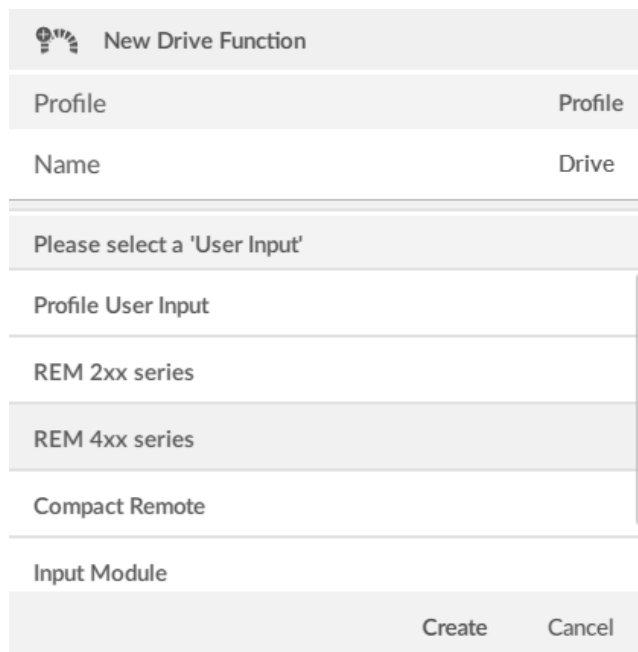 New Drive Function
Profile Profile
Name Drive
Please select a 'User Input'
Profile User Input
REM 2xx series
REM 4xx series
Compact Remote
Input Module
Create Cancel